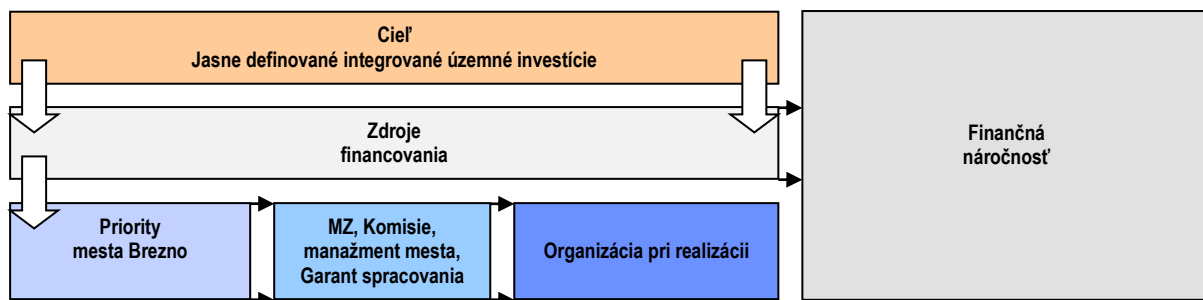 Cieľ
Jasne definované integrované územné investície
Zdroje
financovania
Finančná
náročnosť
Priority
mesta Brezno
MZ, Komisie,
manažment mesta,
Garant spracovania
Organizácia pri realizácii